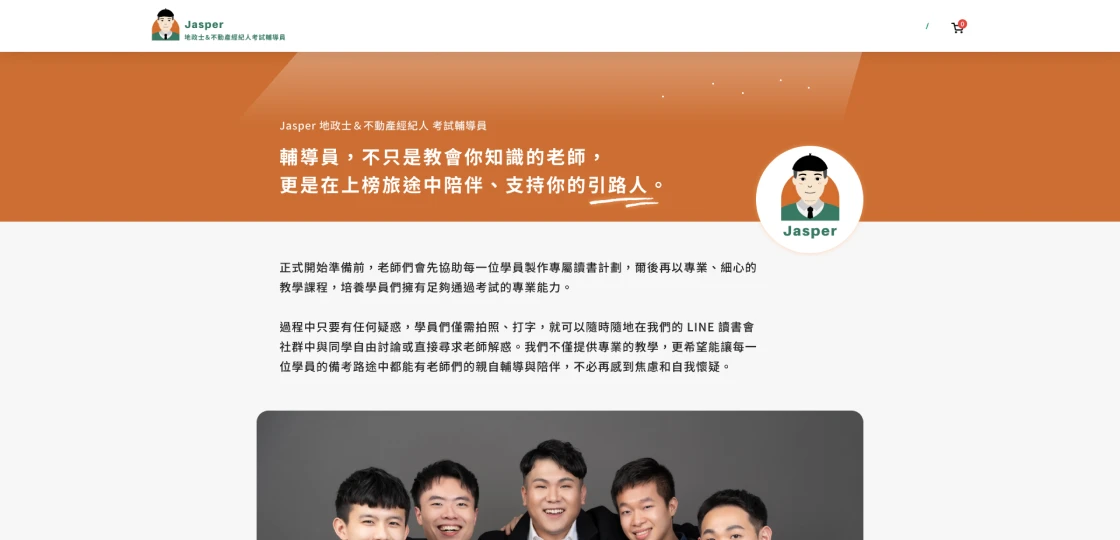 Jasper
地政士&不動產經紀人考試輔導員
/
0
Jasper 地政士&不動產經紀人 考試輔導員
輔導員，不只是教會你知識的老師，
更是在上榜旅途中陪伴、支持你的引路人。
Jasper
正式開始準備前，老師們會先協助每一位學員製作專屬讀書計劃，爾後再以專業、細心的
教學課程，培養學員們擁有足夠通過考試的專業能力。
過程中只要有任何疑惑，學員們僅需拍照、打字，就可以隨時隨地在我們的 LINE 讀書會
社群中與同學自由討論或直接尋求老師解惑。我們不僅提供專業的教學，更希望能讓每一
位學員的備考路途中都能有老師們的親自輔導與陪伴，不必再感到焦慮和自我懷疑。